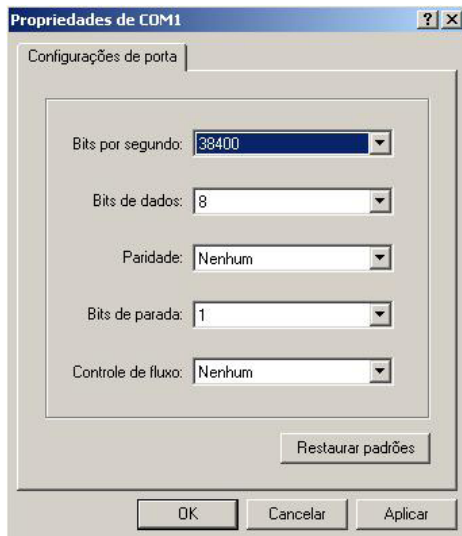 Propriedades de COM1
Configurações de porta
Bits por segundo: 38400
Bits de dados: 8
Paridade: Nenhum
Bits de parada: 1
Controle de fluxo: Nenhum
Restaurar padrões
OK Cancelar Aplicar